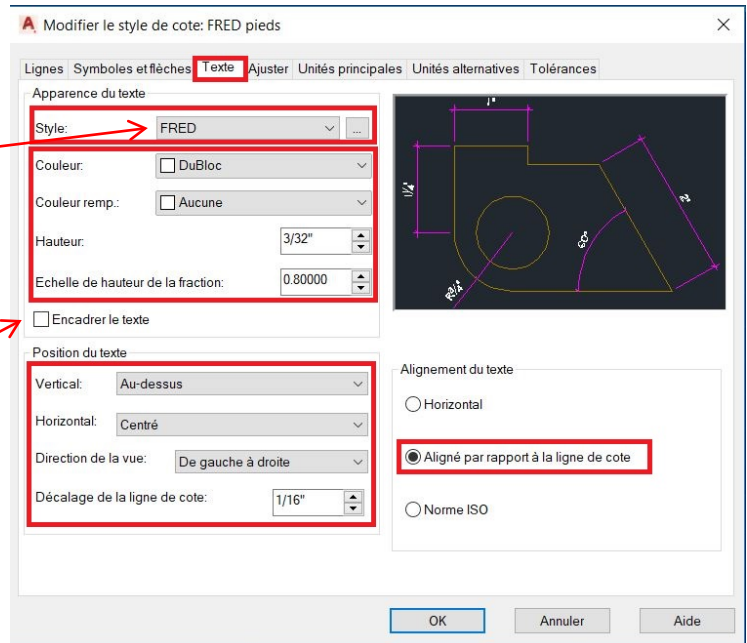 Modifier le style de cote: FRED pieds
Lignes Symboles et flèches Texte Ajuster Unités principales Unités alternatives Tolérances
Apparence du texte
Style: FRED ...
Couleur: DuBloc
Couleur remp.: Aucune
Hauteur: 3/32"
Echelle de hauteur de la fraction: 0.80000
Encadrer le texte
1"
2"
60°
Position du texte
Vertical: Au-dessus
Horizontal: Centré
Direction de la vue: De gauche à droite
Décalage de la ligne de cote: 1/16"
Alignement du texte
Horizontal
Aligné par rapport à la ligne de cote
Norme ISO
OK Annuler Aide